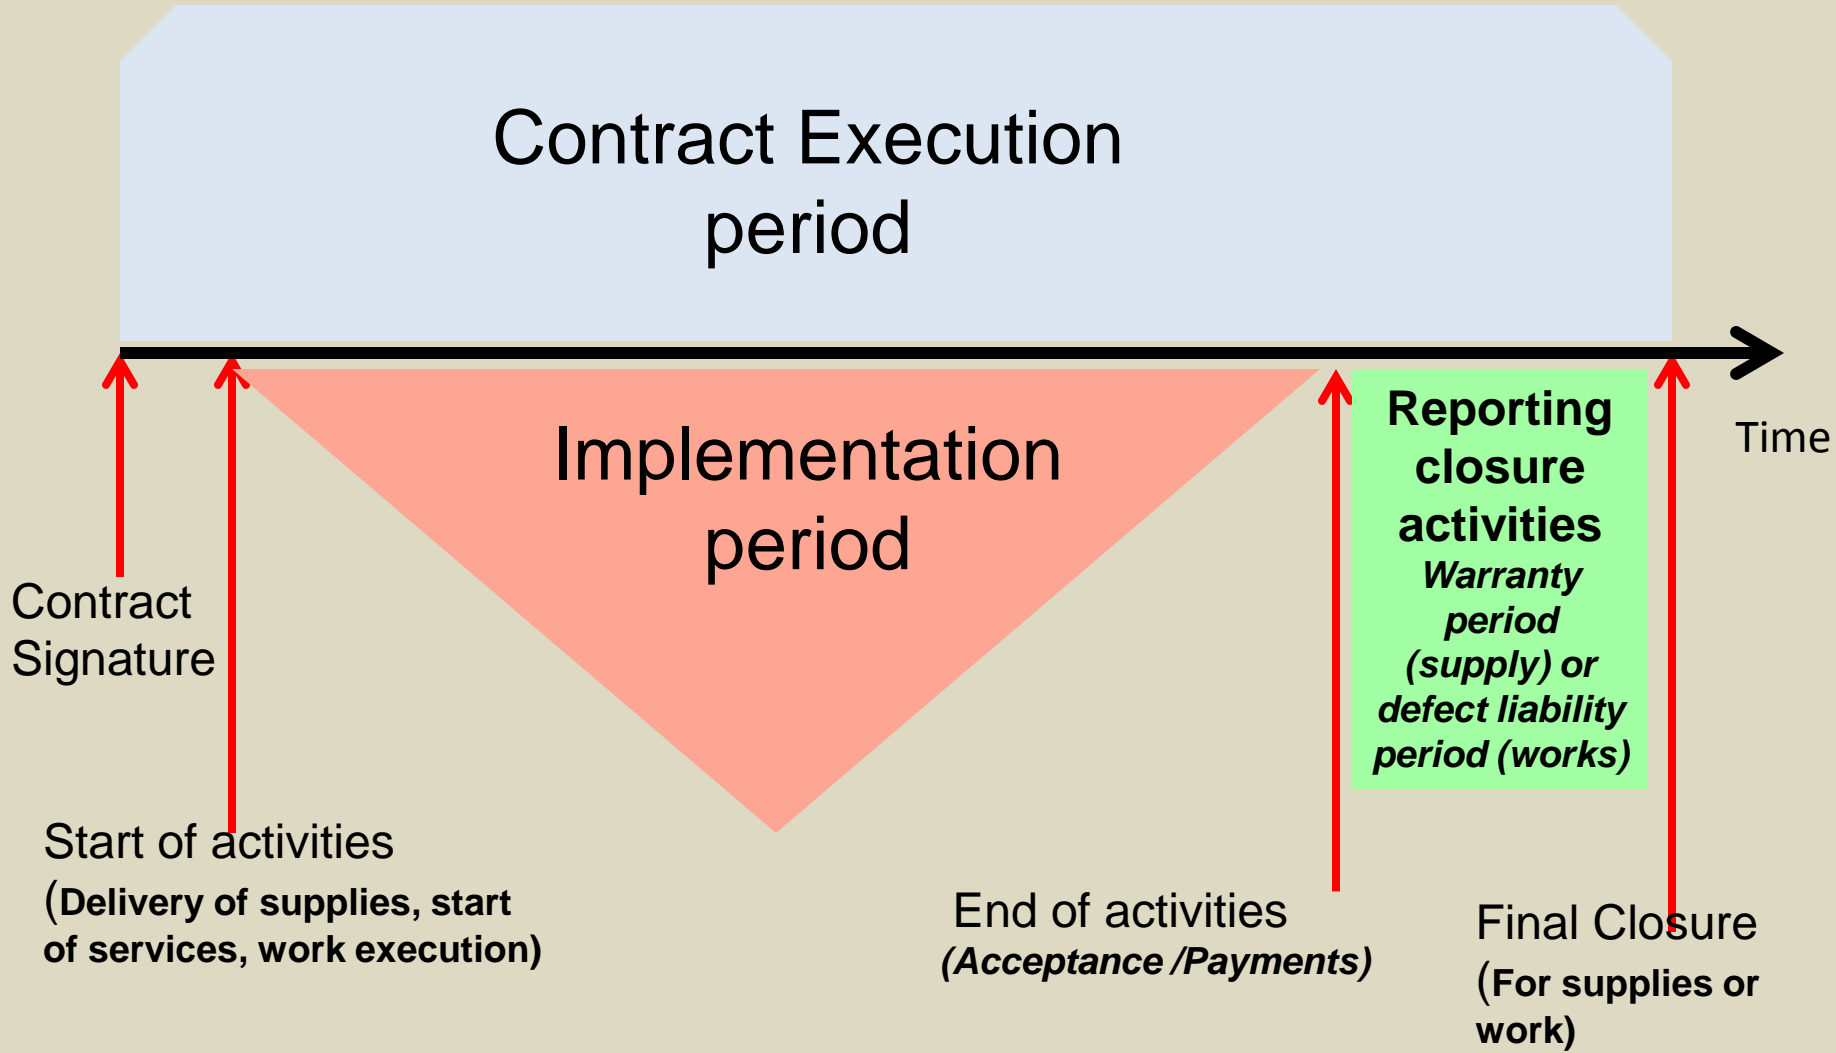 Contract Execution
period
Time
Implementation
period
Reporting
closure
activities
Warranty
period
(supply) or
defect liability
period (works)
Contract
Signature
Start of activities
(Delivery of supplies, start
of services, work execution)
End of activities
(Acceptance /Payments)
Final Closure
(For supplies or
work)